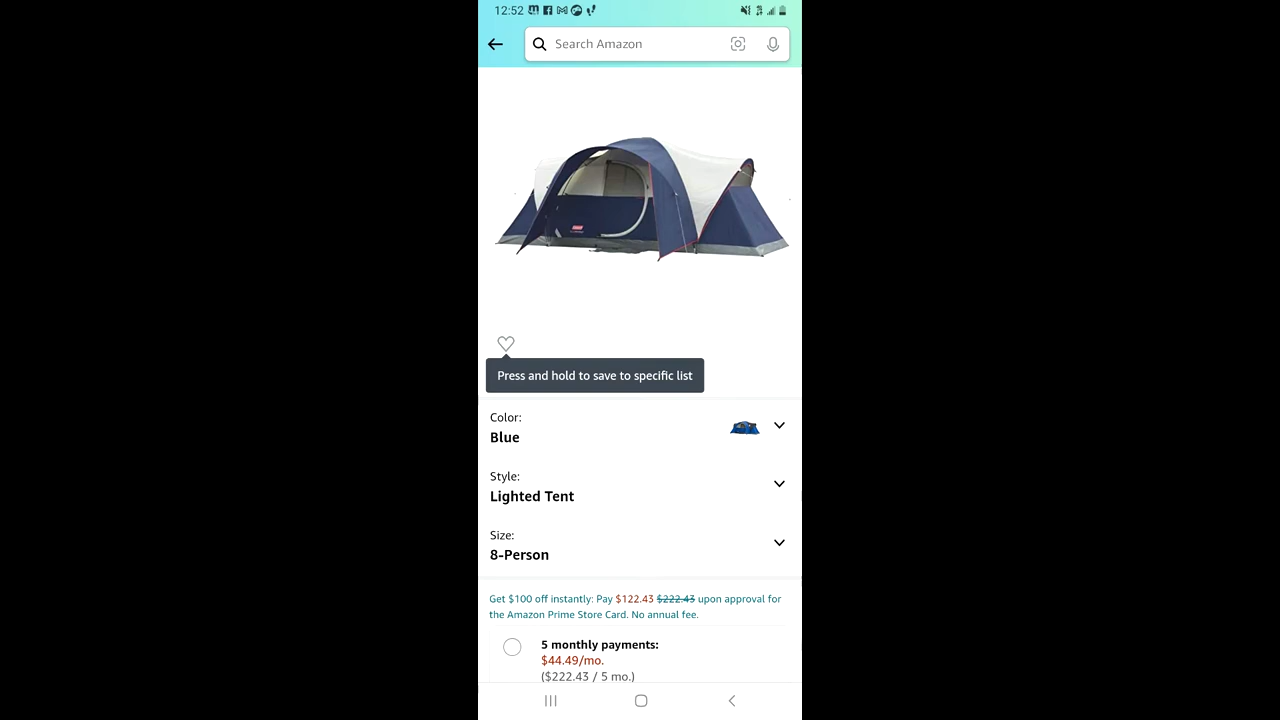 12:52
Search Amazon
Press and hold to save to specific list
Color:
Blue
Style:
Lighted Tent
Size:
8-Person
Get $100 off instantly: Pay $122.43 $222.43 upon approval for
the Amazon Prime Store Card. No annual fee.
5 monthly payments:
$44.49/mo.
($222.43 / 5 mo.)